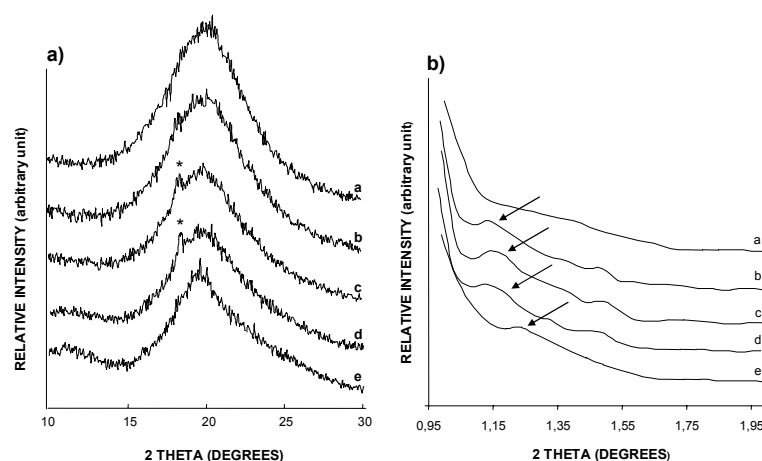 a)
RELATIVE INTENSITY (arbitrary unit)
*
*
a
b
c
d
e
10 15 20 25 30
2 THETA (DEGREES)
b)
RELATIVE INTENSITY (arbitrary unit)
a
b
c
d
e
0,95 1,15 1,35 1,55 1,75 1,95
2 THETA (DEGREES)